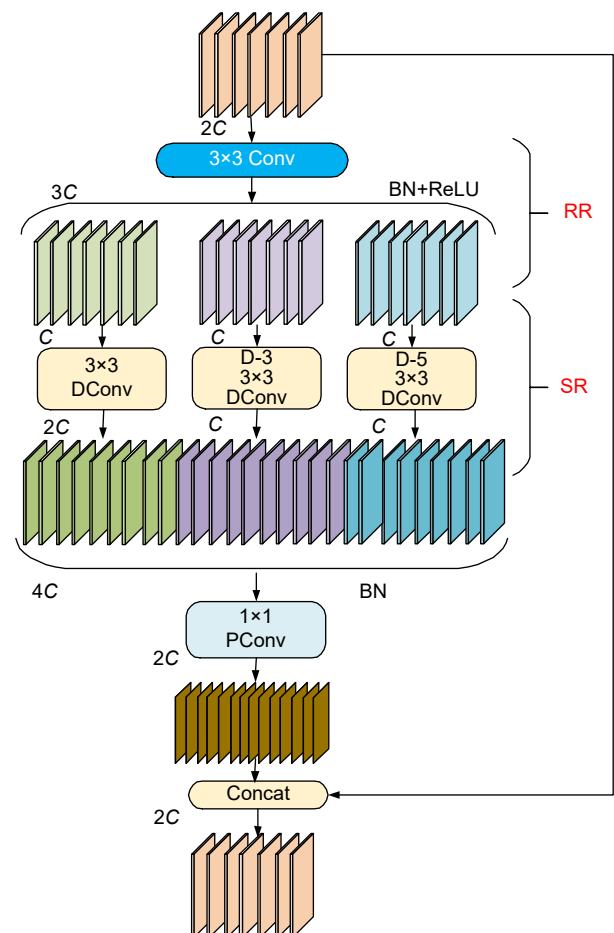 2C
3×3 Conv
3C
BN+ReLU
RR
C
C
C
3×3
DConv
D-3
3×3
DConv
D-5
3×3
DConv
SR
2C
C
C
4C
BN
1×1
PConv
2C
Concat
2C